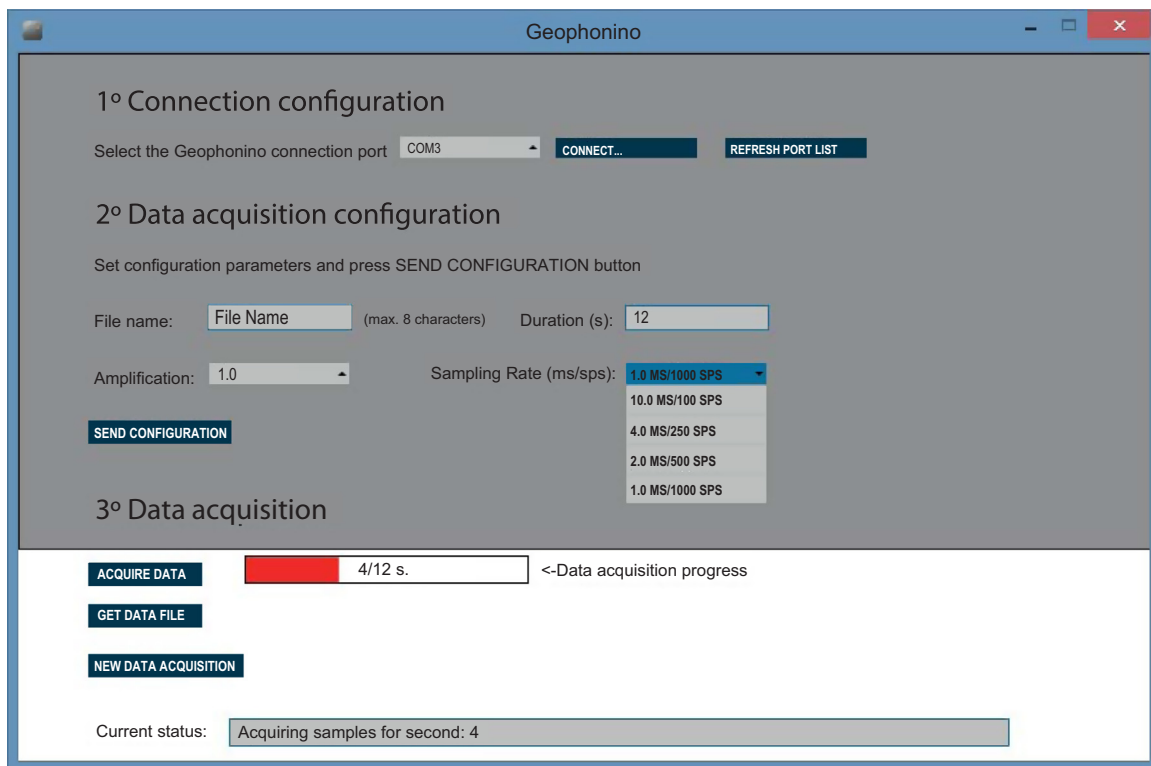 Geophonino
1º Connection configuration
Select the Geophonino connection port COM3 CONNECT... REFRESH PORT LIST
2º Data acquisition configuration
Set configuration parameters and press SEND CONFIGURATION button
File name: File Name (max. 8 characters) Duration (s): 12
Amplification: 1.0 Sampling Rate (ms/sps): 1.0 MS/1000 SPS
10.0 MS/100 SPS
SEND CONFIGURATION 4.0 MS/250 SPS
2.0 MS/500 SPS
1.0 MS/1000 SPS
3º Data acquisition
ACQUIRE DATA 4/12 s. <-Data acquisition progress
GET DATA FILE
NEW DATA ACQUISITION
Current status: Acquiring samples for second: 4